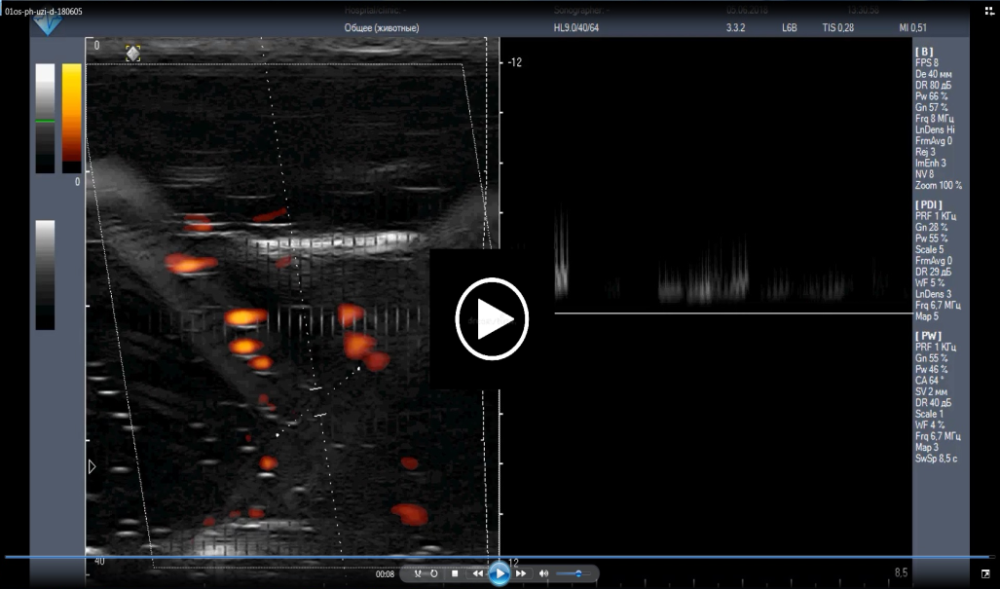 01os-ph-uzi-d-180605
Hospital/clinic: -
Sonographer: -
05.06.2018
13:30:58
Общее (животные)
HL9.0/40/64
3.3.2
L6B
TIS 0,28
MI 0,51
0
-12
0
40
12
8,5
[ B ]
FPS 8
De 40 мм
DR 80 дБ
Pw 66 %
Gn 57 %
Frq 8 МГц
LnDens Hi
FrmAvg 0
Rej 3
ImEnh 3
NV 8
Zoom 100 %
[ PDI ]
PRF 1 КГц
Gn 28 %
Pw 55 %
Scale 5
FrmAvg 0
DR 29 дБ
WF 5 %
LnDens 3
Frq 6,7 МГц
Map 5
[ PW ]
PRF 1 КГц
Gn 55 %
Pw 46 %
CA 64 °
SV 2 мм
DR 40 дБ
Scale 1
WF 4 %
Frq 6,7 МГц
Map 3
SwSp 8,5 с
00:08